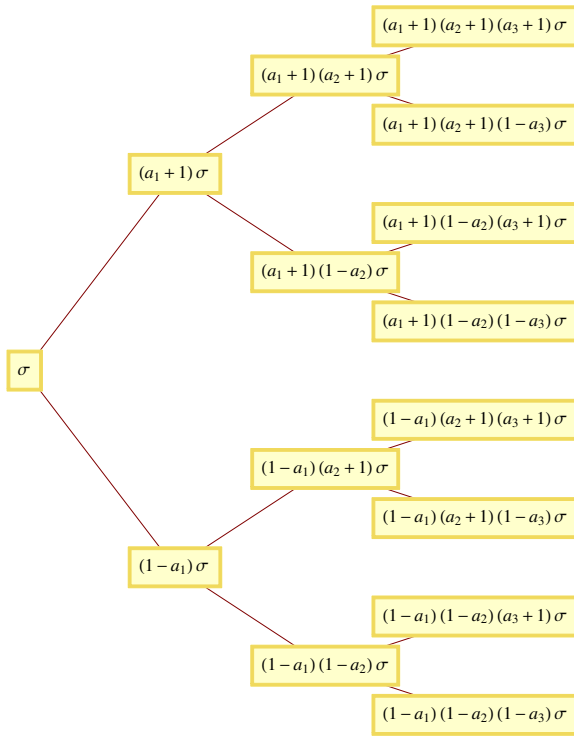 (a₁ + 1) (a₂ + 1) (a₃ + 1) σ
(a₁ + 1) (a₂ + 1) σ
(a₁ + 1) (a₂ + 1) (1 − a₃) σ
(a₁ + 1) σ
(a₁ + 1) (1 − a₂) (a₃ + 1) σ
(a₁ + 1) (1 − a₂) σ
(a₁ + 1) (1 − a₂) (1 − a₃) σ
σ
(1 − a₁) (a₂ + 1) (a₃ + 1) σ
(1 − a₁) (a₂ + 1) σ
(1 − a₁) (a₂ + 1) (1 − a₃) σ
(1 − a₁) σ
(1 − a₁) (1 − a₂) (a₃ + 1) σ
(1 − a₁) (1 − a₂) σ
(1 − a₁) (1 − a₂) (1 − a₃) σ